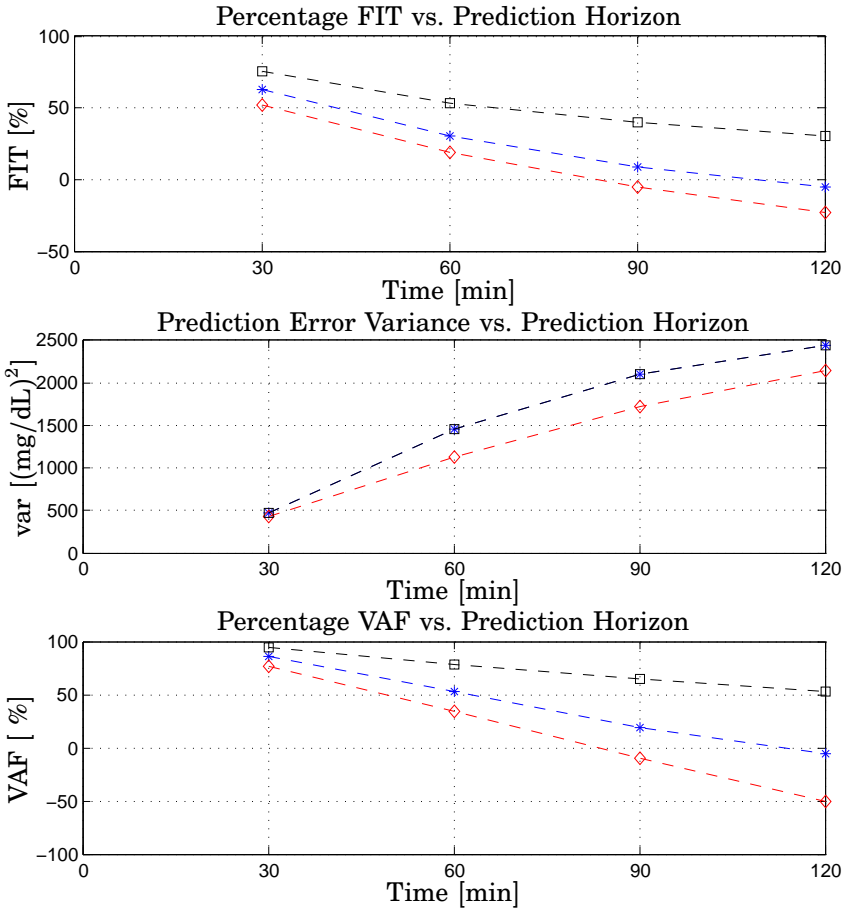 Percentage FIT vs. Prediction Horizon
100
50
0
−50
FIT [%]
0 30 60 90 120
Time [min]
Prediction Error Variance vs. Prediction Horizon
2500
2000
1500
1000
500
0
var [(mg/dL)²]
0 30 60 90 120
Time [min]
Percentage VAF vs. Prediction Horizon
100
50
0
−50
−100
VAF [ %]
0 30 60 90 120
Time [min]